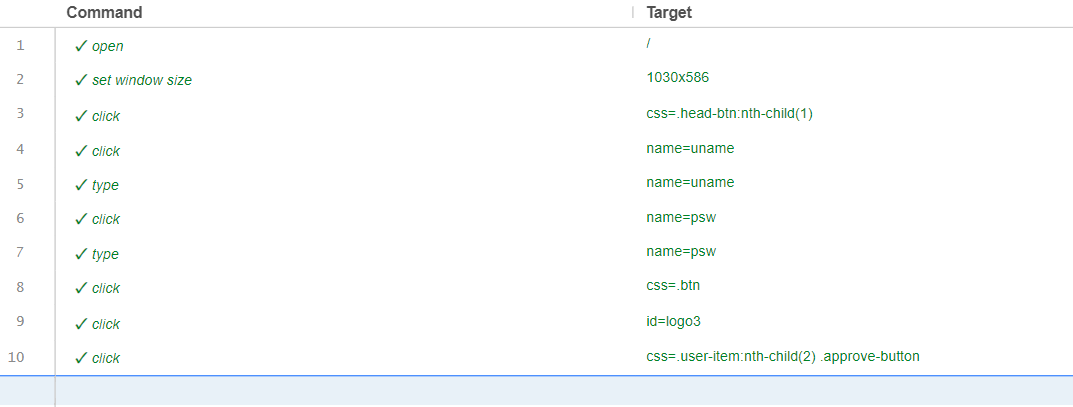 Command Target
1 ✓ open /
2 ✓ set window size 1030x586
3 ✓ click css=.head-btn:nth-child(1)
4 ✓ click name=uname
5 ✓ type name=uname
6 ✓ click name=psw
7 ✓ type name=psw
8 ✓ click css=.btn
9 ✓ click id=logo3
10 ✓ click css=.user-item:nth-child(2) .approve-button